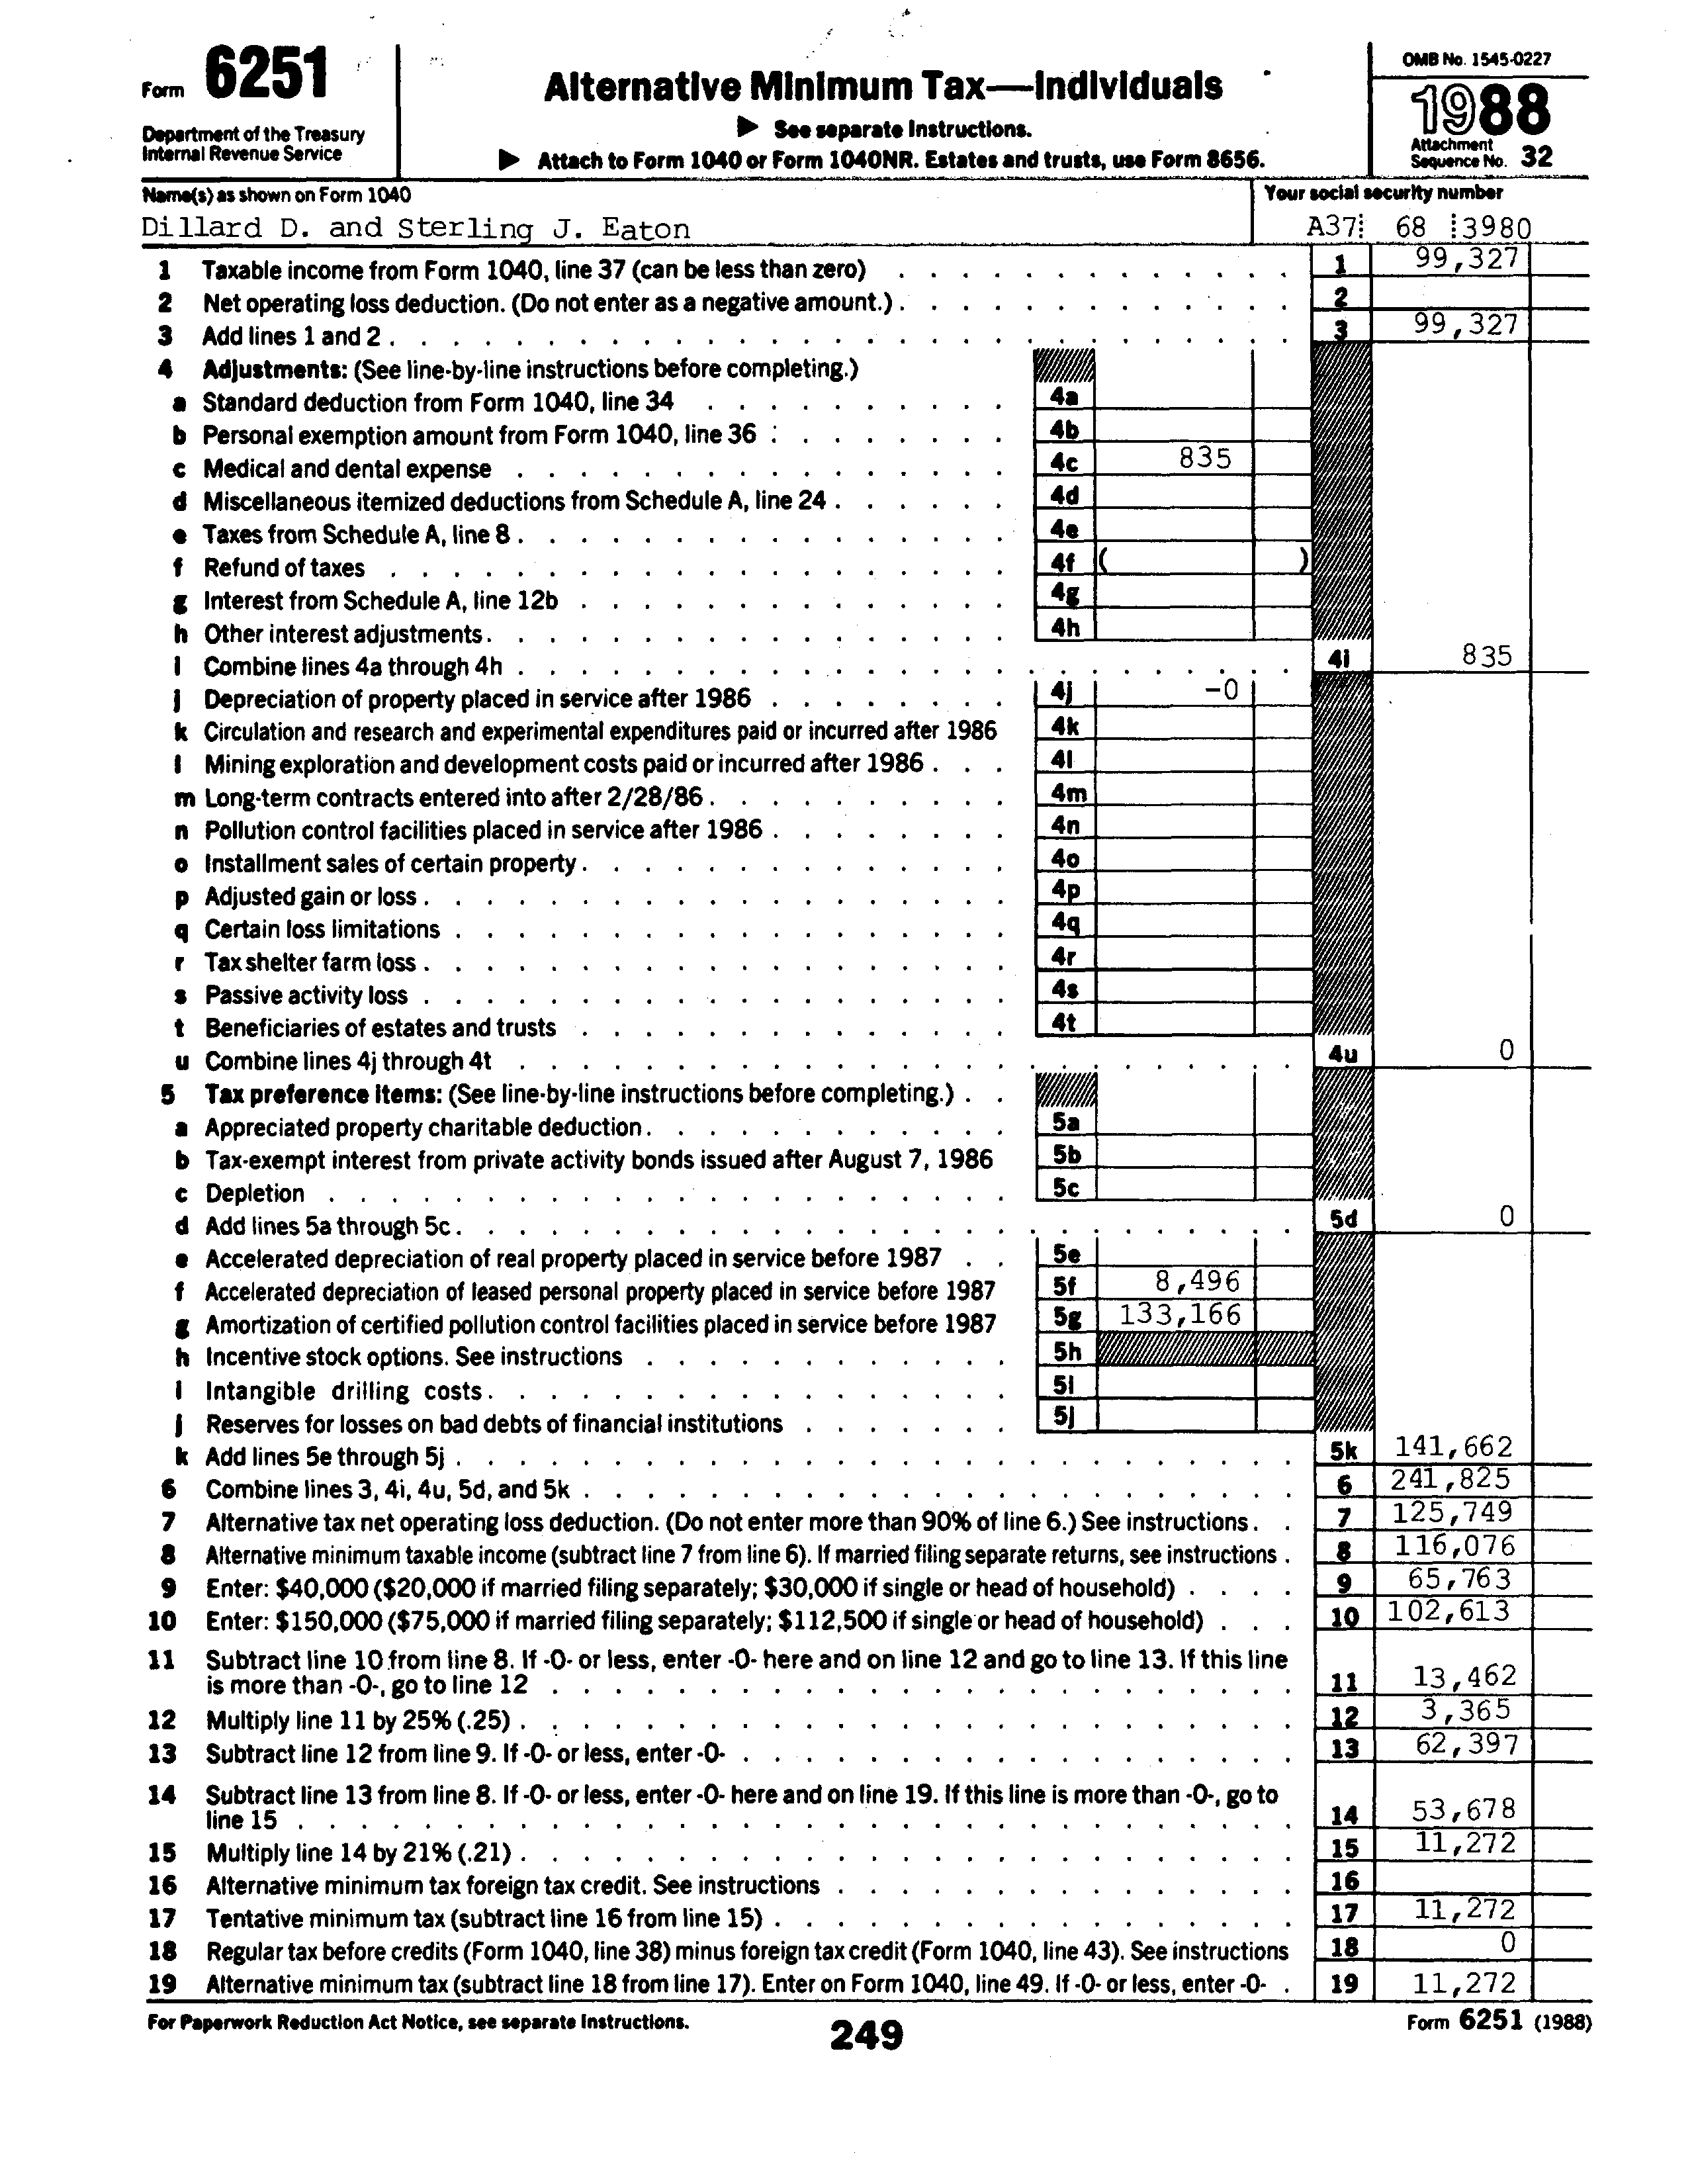 Form 6251
Department of the Treasury
Internal Revenue Service
Alternative Minimum Tax—Individuals
▶ See separate Instructions.
▶ Attach to Form 1040 or Form 1040NR. Estates and trusts, use Form 8656.
OMB No. 1545-0227
1988
Attachment
Sequence No. 32
Name(s) as shown on Form 1040
Your social security number
Dillard D. and Sterling J. Eaton A37 68 3980
1 Taxable income from Form 1040, line 37 (can be less than zero) 1 99,327
2 Net operating loss deduction. (Do not enter as a negative amount.) 2
3 Add lines 1 and 2 3 99,327
4 Adjustments: (See line-by-line instructions before completing.)
a Standard deduction from Form 1040, line 34 4a
b Personal exemption amount from Form 1040, line 36 4b
c Medical and dental expense 4c 835
d Miscellaneous itemized deductions from Schedule A, line 24 4d
e Taxes from Schedule A, line 8 4e
f Refund of taxes 4f ( )
g Interest from Schedule A, line 12b 4g
h Other interest adjustments 4h
i Combine lines 4a through 4h 4i 835
j Depreciation of property placed in service after 1986 4j -0
k Circulation and research and experimental expenditures paid or incurred after 1986 4k
l Mining exploration and development costs paid or incurred after 1986 4l
m Long-term contracts entered into after 2/28/86 4m
n Pollution control facilities placed in service after 1986 4n
o Installment sales of certain property 4o
p Adjusted gain or loss 4p
q Certain loss limitations 4q
r Tax shelter farm loss 4r
s Passive activity loss 4s
t Beneficiaries of estates and trusts 4t
u Combine lines 4j through 4t 4u 0
5 Tax preference items: (See line-by-line instructions before completing.)
a Appreciated property charitable deduction 5a
b Tax-exempt interest from private activity bonds issued after August 7, 1986 5b
c Depletion 5c
d Add lines 5a through 5c 5d 0
e Accelerated depreciation of real property placed in service before 1987 5e
f Accelerated depreciation of leased personal property placed in service before 1987 5f 8,496
g Amortization of certified pollution control facilities placed in service before 1987 5g 133,166
h Incentive stock options. See instructions 5h
i Intangible drilling costs 5i
j Reserves for losses on bad debts of financial institutions 5j
k Add lines 5e through 5j 5k 141,662
6 Combine lines 3, 4i, 4u, 5d, and 5k 6 241,825
7 Alternative tax net operating loss deduction. (Do not enter more than 90% of line 6.) See instructions 7 125,749
8 Alternative minimum taxable income (subtract line 7 from line 6). If married filing separate returns, see instructions 8 116,076
9 Enter: $40,000 ($20,000 if married filing separately; $30,000 if single or head of household) 9 65,763
10 Enter: $150,000 ($75,000 if married filing separately; $112,500 if single or head of household) 10 102,613
11 Subtract line 10 from line 8. If -0- or less, enter -0- here and on line 12 and go to line 13. If this line
is more than -0-, go to line 12 11 13,462
12 Multiply line 11 by 25% (.25) 12 3,365
13 Subtract line 12 from line 9. If -0- or less, enter -0- 13 62,397
14 Subtract line 13 from line 8. If -0- or less, enter -0- here and on line 19. If this line is more than -0-, go to
line 15 14 53,678
15 Multiply line 14 by 21% (.21) 15 11,272
16 Alternative minimum tax foreign tax credit. See instructions 16
17 Tentative minimum tax (subtract line 16 from line 15) 17 11,272
18 Regular tax before credits (Form 1040, line 38) minus foreign tax credit (Form 1040, line 43). See instructions 18 0
19 Alternative minimum tax (subtract line 18 from line 17). Enter on Form 1040, line 49. If -0- or less, enter -0- 19 11,272
For Paperwork Reduction Act Notice, see separate Instructions. 249 Form 6251 (1988)